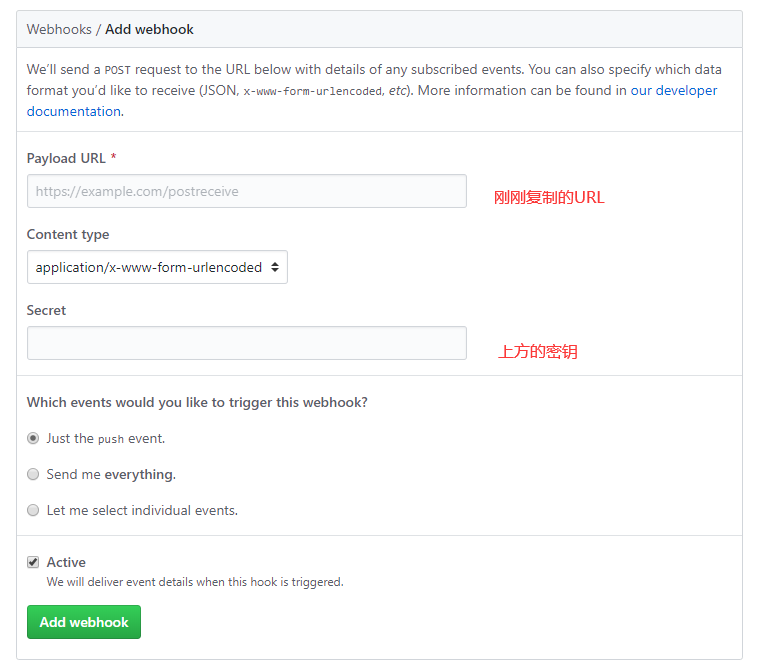 Webhooks / Add webhook
We’ll send a POST request to the URL below with details of any subscribed events. You can also specify which data
format you’d like to receive (JSON, x-www-form-urlencoded, etc). More information can be found in our developer
documentation.
Payload URL *
https://example.com/postreceive
刚刚复制的URL
Content type
application/x-www-form-urlencoded
Secret
上方的密钥
Which events would you like to trigger this webhook?
Just the push event.
Send me everything.
Let me select individual events.
Active
We will deliver event details when this hook is triggered.
Add webhook